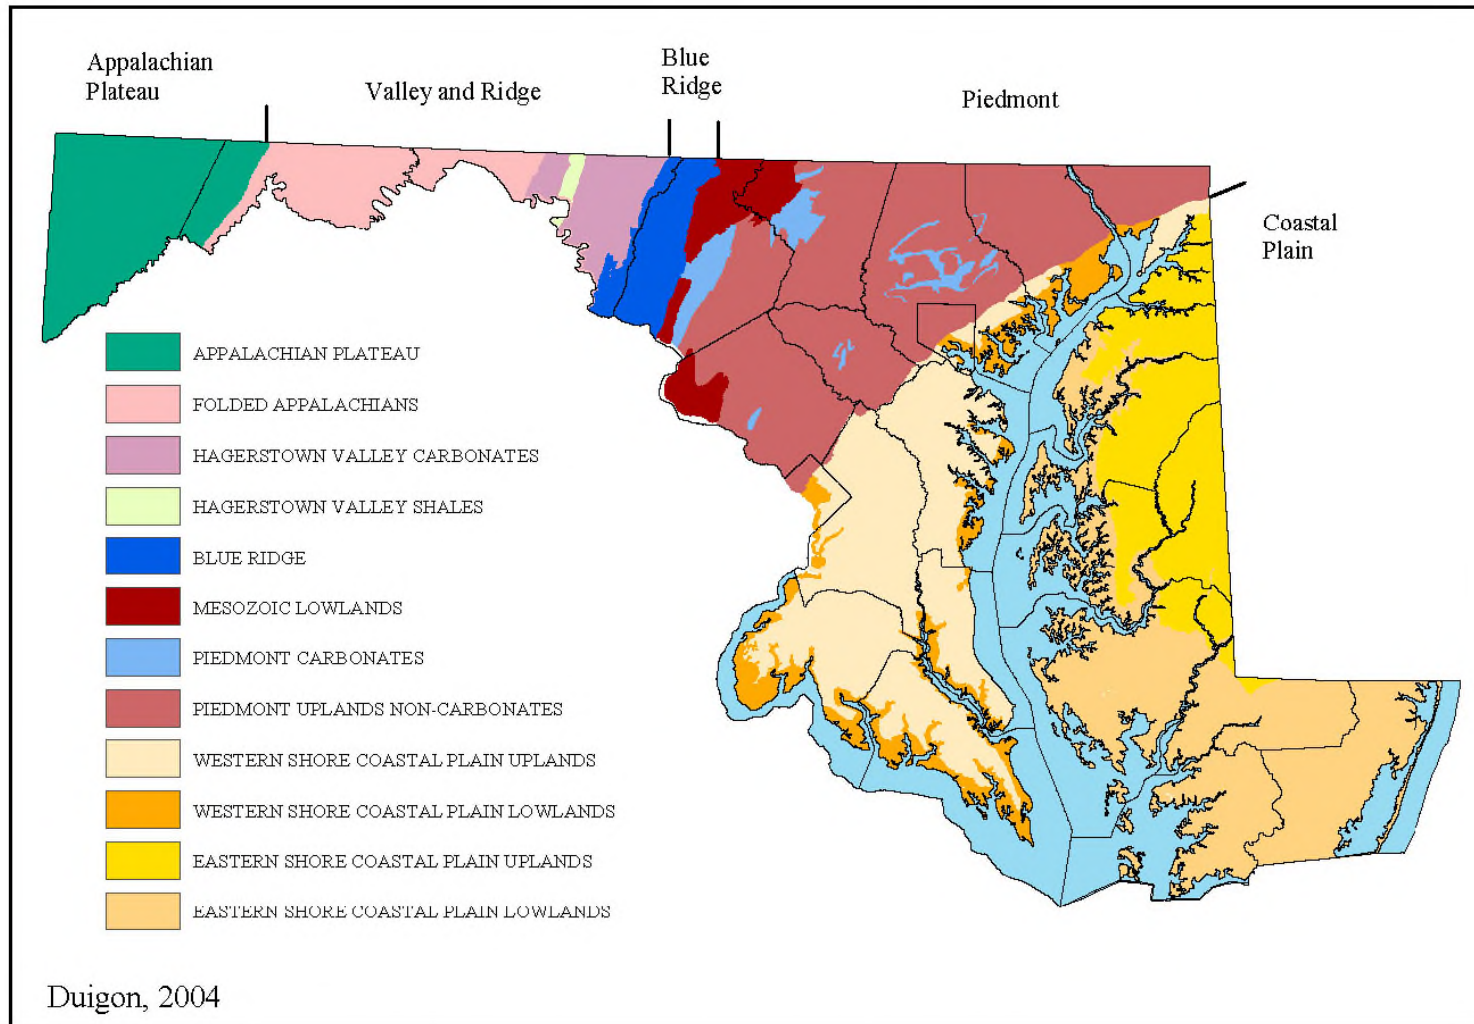 Appalachian
Plateau
Valley and Ridge
Blue
Ridge
Piedmont
Coastal
Plain
APPALACHIAN PLATEAU
FOLDED APPALACHIANS
HAGERSTOWN VALLEY CARBONATES
HAGERSTOWN VALLEY SHALES
BLUE RIDGE
MESOZOIC LOWLANDS
PIEDMONT CARBONATES
PIEDMONT UPLANDS NON-CARBONATES
WESTERN SHORE COASTAL PLAIN UPLANDS
WESTERN SHORE COASTAL PLAIN LOWLANDS
EASTERN SHORE COASTAL PLAIN UPLANDS
EASTERN SHORE COASTAL PLAIN LOWLANDS
Duigon, 2004